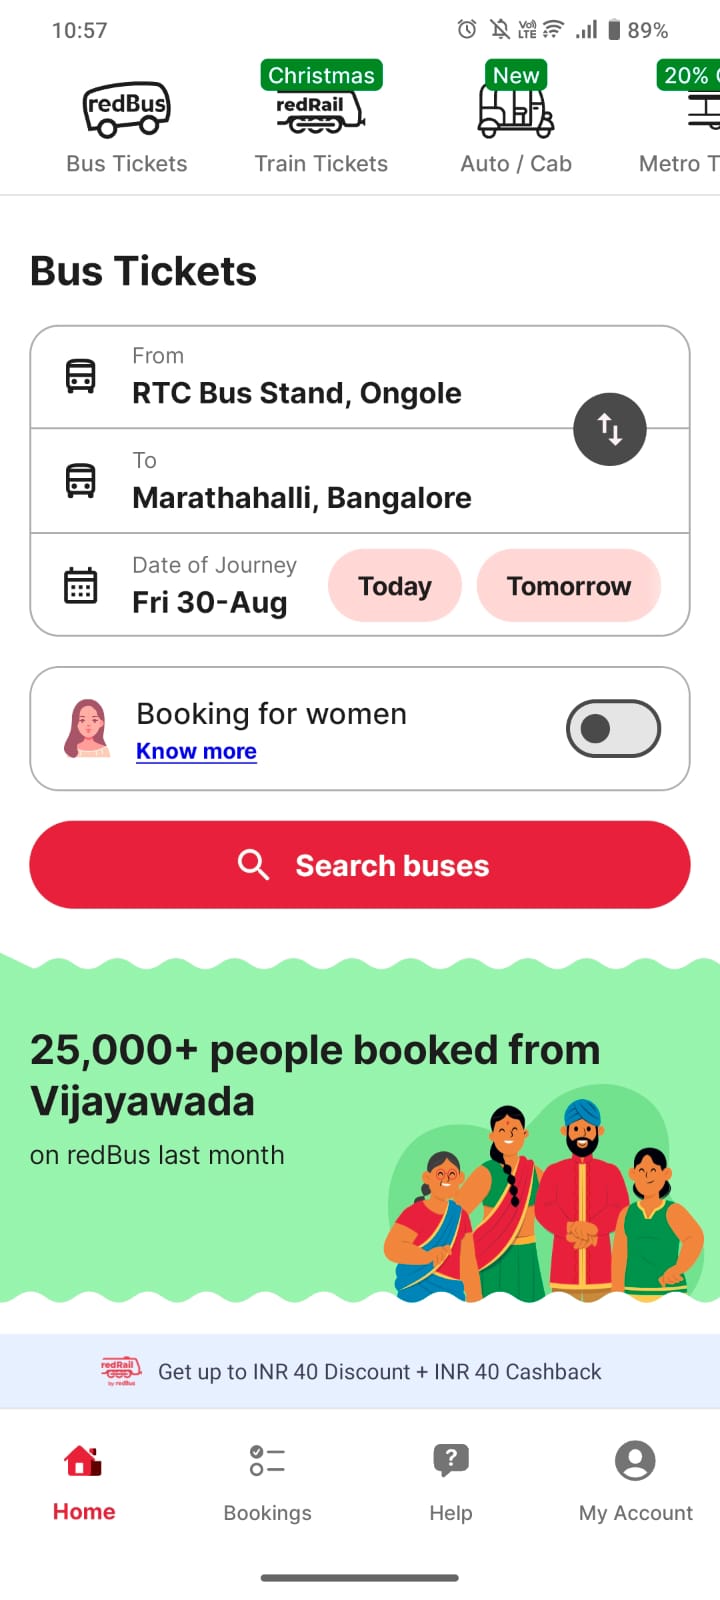 10:57
Vo)) LTE
89%
Christmas
New
20%
redBus
redRail
Bus Tickets
Train Tickets
Auto / Cab
Metro T
Bus Tickets
From
RTC Bus Stand, Ongole
To
Marathahalli, Bangalore
Date of Journey
Fri 30-Aug
Today
Tomorrow
Booking for women
Know more
Search buses
25,000+ people booked from
Vijayawada
on redBus last month
redRail
by redBus
Get up to INR 40 Discount + INR 40 Cashback
?
Home
Bookings
Help
My Account